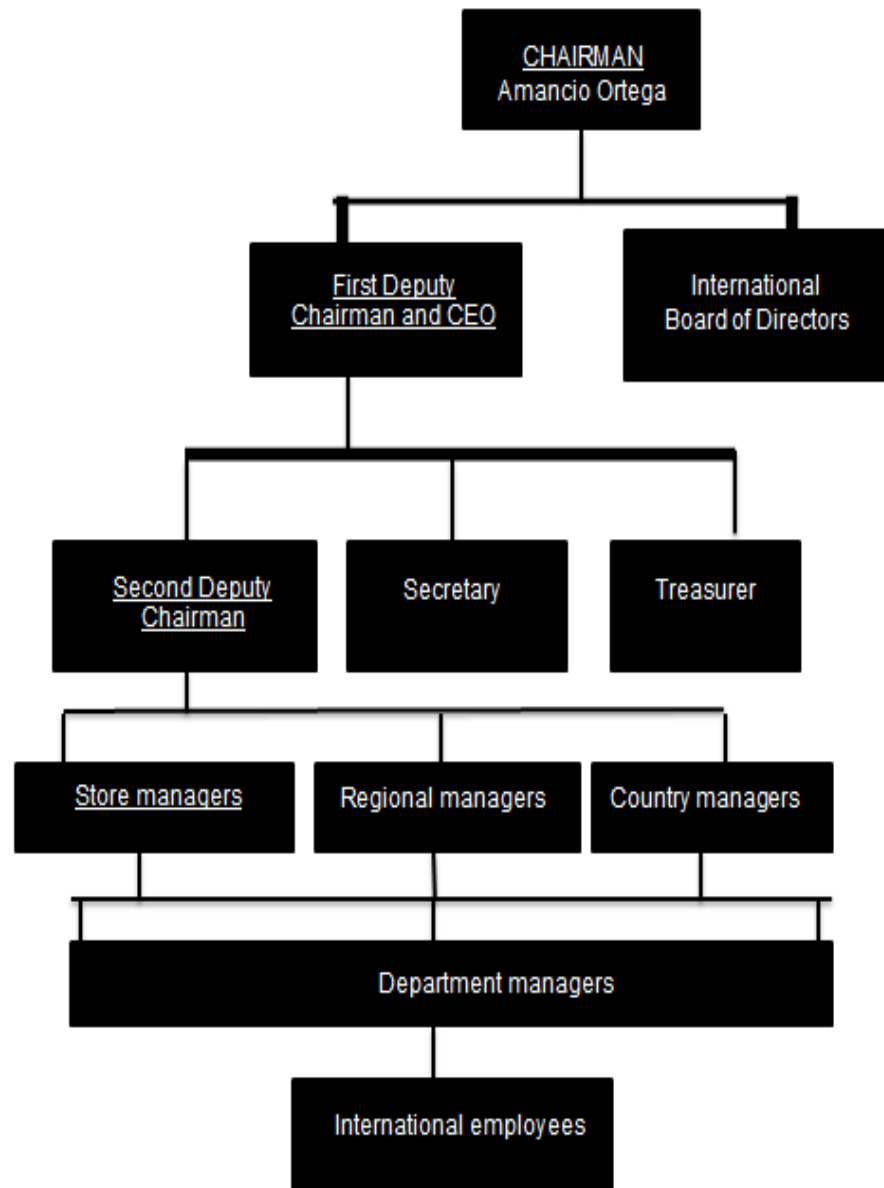 CHAIRMAN
Amancio Ortega
First Deputy
Chairman and CEO
International
Board of Directors
Second Deputy
Chairman
Secretary
Treasurer
Store managers
Regional managers
Country managers
Department managers
International employees